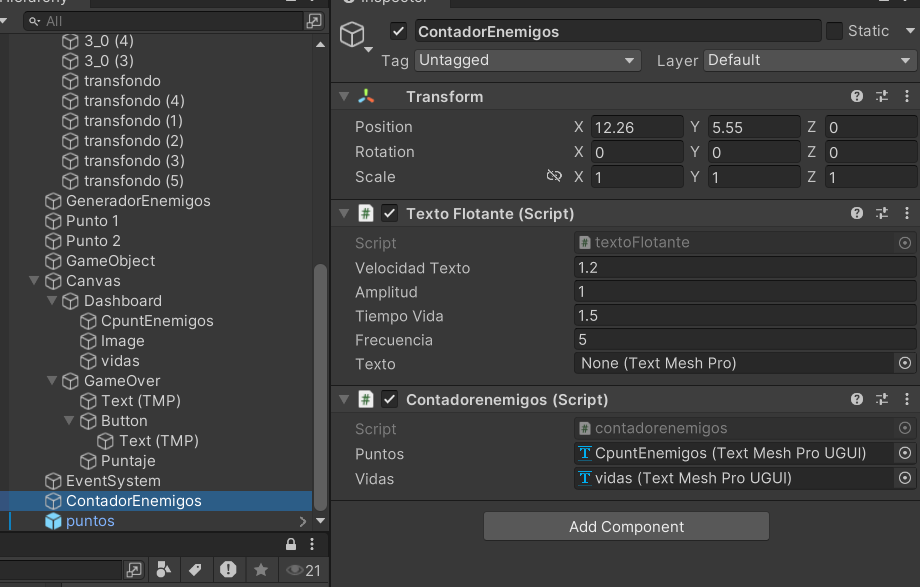 Hierarchy
All
3_0 (4)
3_0 (3)
transfondo
transfondo (4)
transfondo (1)
transfondo (2)
transfondo (3)
transfondo (5)
GeneradorEnemigos
Punto 1
Punto 2
GameObject
Canvas
Dashboard
CpuntEnemigos
Image
vidas
GameOver
Text (TMP)
Button
Text (TMP)
Puntaje
EventSystem
ContadorEnemigos
puntos
21
Inspector
ContadorEnemigos
Static
Tag Untagged Layer Default
Transform
Position X 12.26 Y 5.55 Z 0
Rotation X 0 Y 0 Z 0
Scale X 1 Y 1 Z 1
# Texto Flotante (Script)
Script # textoFlotante
Velocidad Texto 1.2
Amplitud 1
Tiempo Vida 1.5
Frecuencia 5
Texto None (Text Mesh Pro)
# Contadorenemigos (Script)
Script # contadorenemigos
Puntos T CpuntEnemigos (Text Mesh Pro UGUI)
Vidas T vidas (Text Mesh Pro UGUI)
Add Component